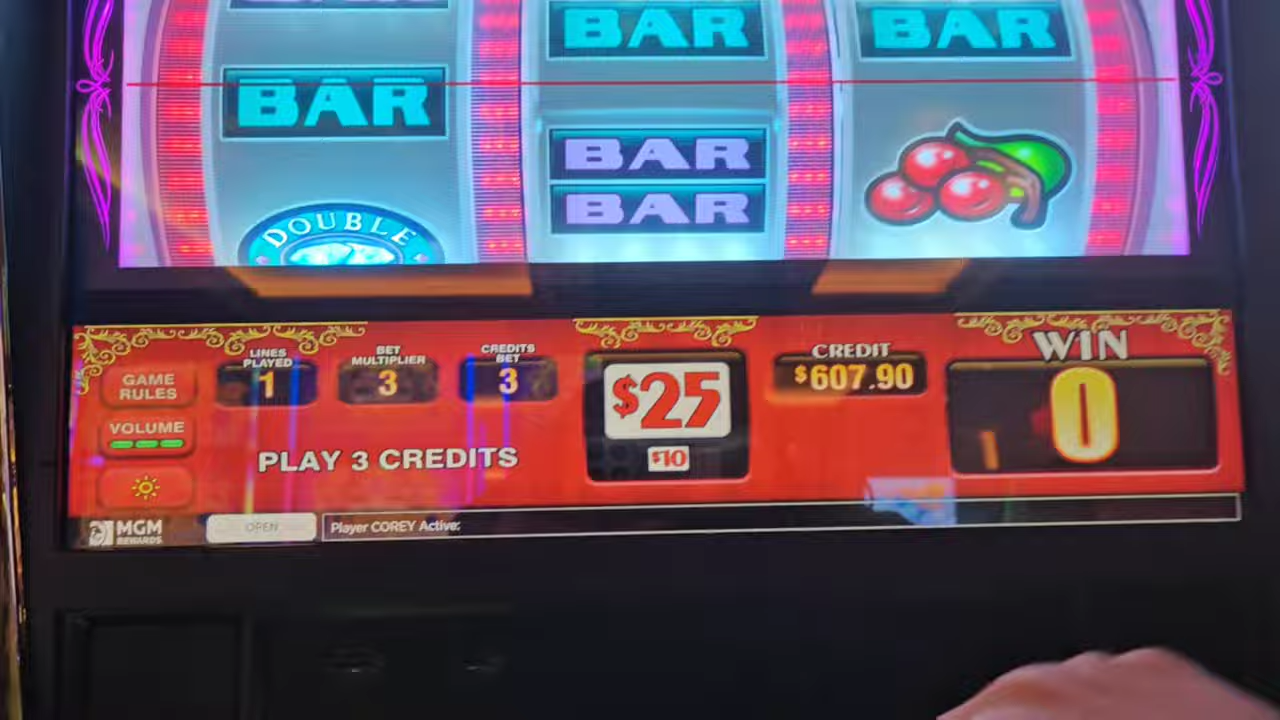 BAR
BAR
BAR
BAR
BAR
DOUBLE
LINES
PLAYED
1
BET
MULTIPLIER
3
CREDITS
BET
3
$25
$10
CREDIT
$607.90
WIN
0
GAME
RULES
VOLUME
PLAY 3 CREDITS
MGM
REWARDS
OPEN
Player COREY Active: